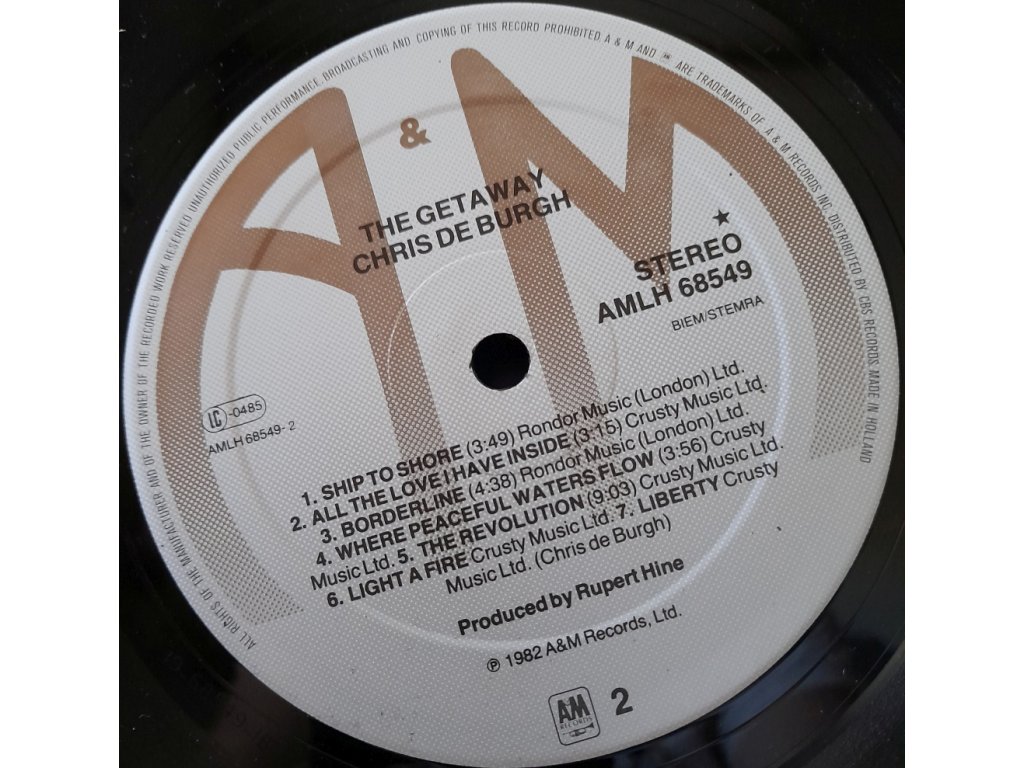 ALL RIGHTS OF THE MANUFACTURER AND OF THE OWNER OF THE RECORDED WORK RESERVED UNAUTHORIZED PUBLIC PERFORMANCE, BROADCASTING AND COPYING OF THIS RECORD PROHIBITED. A & M AND AM ARE TRADEMARKS OF A & M RECORDS INC. DISTRIBUTED BY CBS RECORDS. MADE IN HOLLAND
A & M
THE GETAWAY
CHRIS DE BURGH
STEREO
AMLH 68549
BIEM/STEMRA
LC-0485
AMLH 68549-2
1. SHIP TO SHORE (3:49) Rondor Music (London) Ltd.
2. ALL THE LOVE I HAVE INSIDE (3:15) Crusty Music Ltd.
3. BORDERLINE (4:38) Rondor Music (London) Ltd.
4. WHERE PEACEFUL WATERS FLOW (3:56) Crusty
Music Ltd. 5. THE REVOLUTION (9:03) Crusty Music Ltd.
6. LIGHT A FIRE Crusty Music Ltd. 7. LIBERTY Crusty
Music Ltd. (Chris de Burgh)
Produced by Rupert Hine
℗ 1982 A&M Records, Ltd.
A&M
RECORDS
2